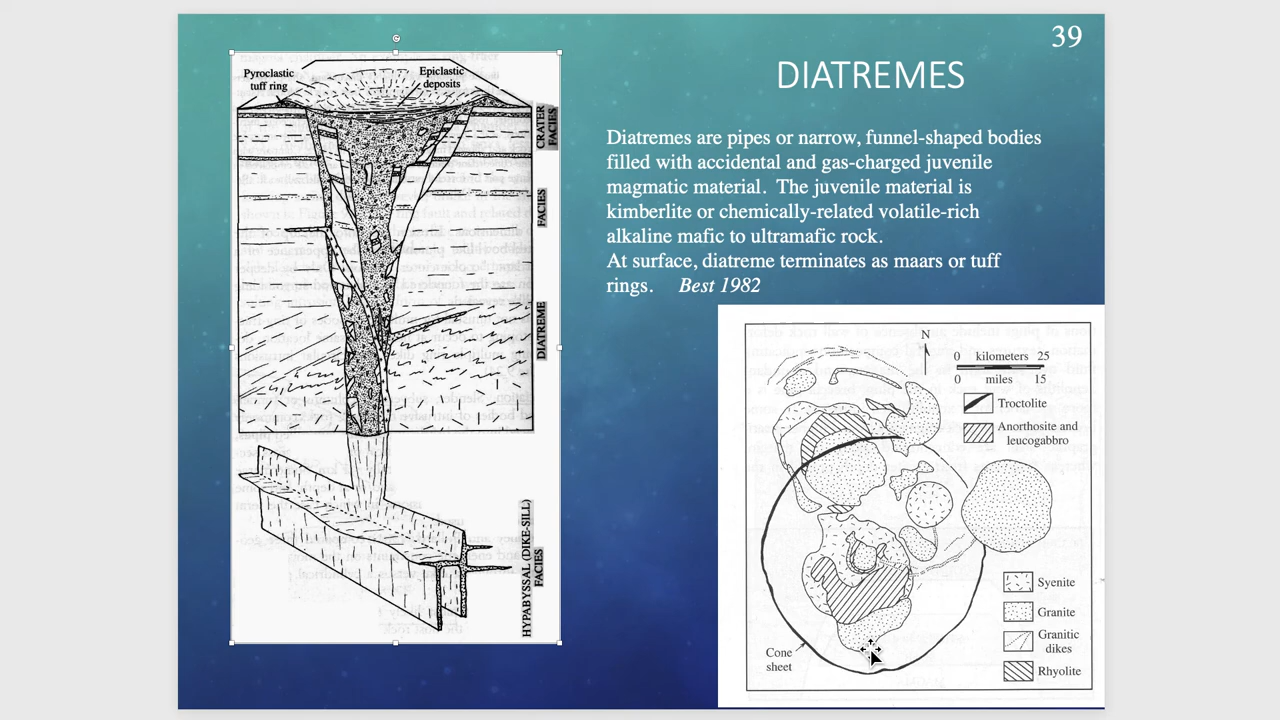 39
DIATREMES
Diatremes are pipes or narrow, funnel-shaped bodies
filled with accidental and gas-charged juvenile
magmatic material.  The juvenile material is
kimberlite or chemically-related volatile-rich
alkaline mafic to ultramafic rock.
At surface, diatreme terminates as maars or tuff
rings.    Best 1982
Pyroclastic
tuff ring
Epiclastic
deposits
CRATER
FACIES
FACIES
DIATREME
HYPABYSSAL (DIKE-SILL)
FACIES
N
0 kilometers 25
0 miles 15
Troctolite
Anorthosite and
leucogabbro
Syenite
Granite
Granitic
dikes
Rhyolite
Cone
sheet